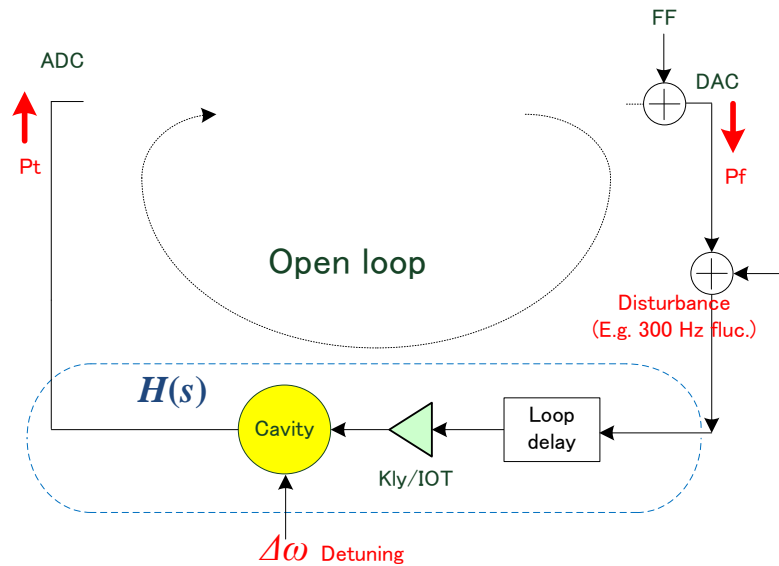 FF
ADC
DAC
Pt
Pf
Open loop
Disturbance
(E.g. 300 Hz fluc.)
H(s)
Cavity
Loop
delay
Kly/IOT
Δω Detuning